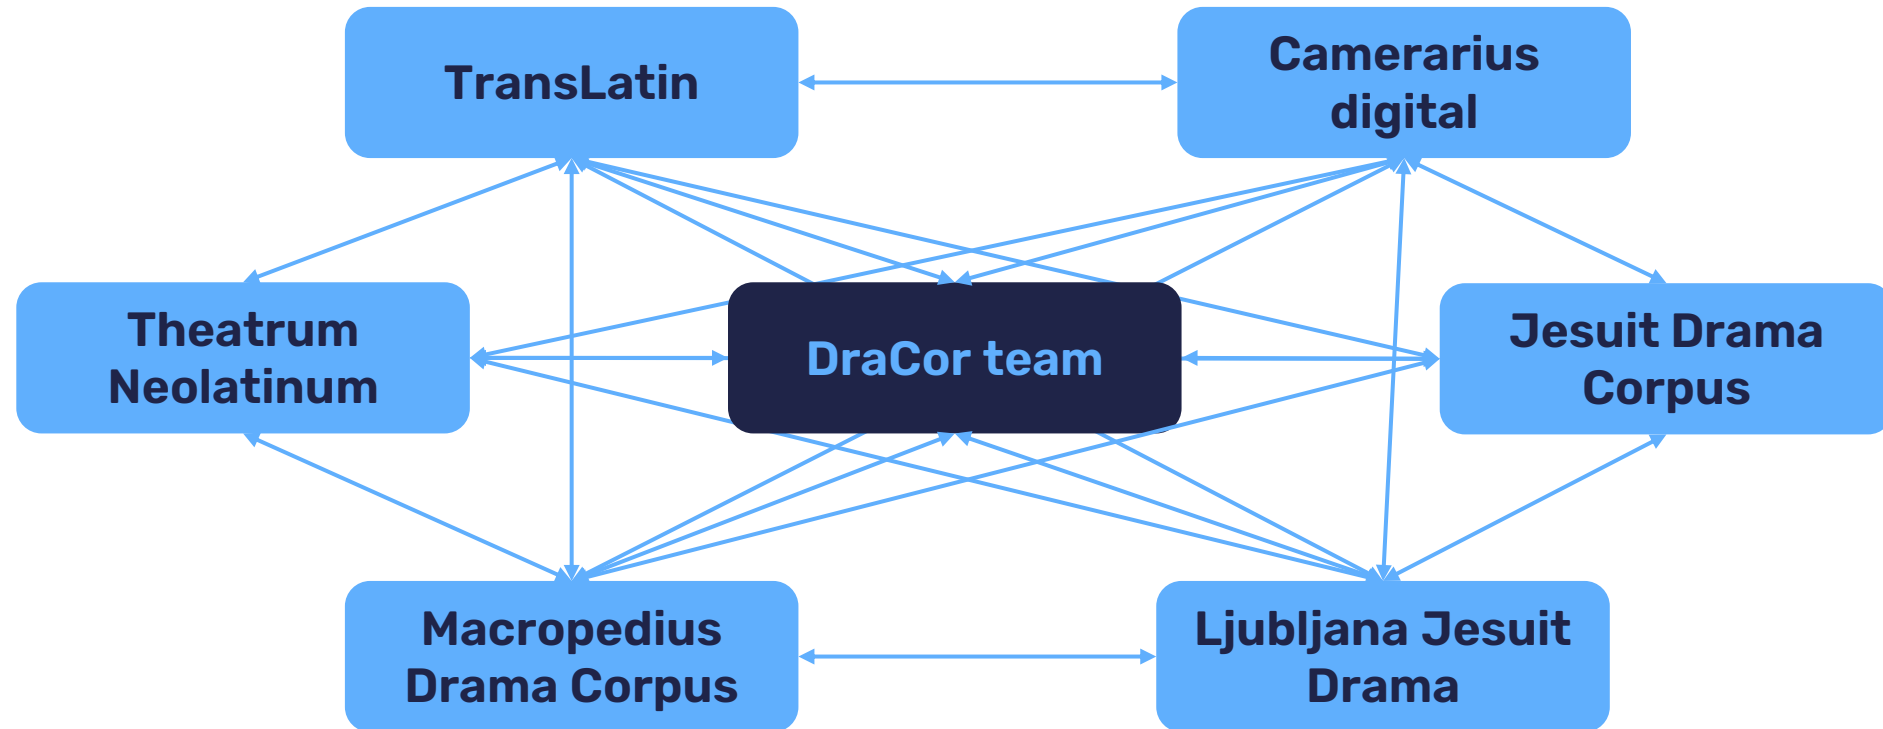 TransLatin
Camerarius
digital
Theatrum
Neolatinum
DraCor team
Jesuit Drama
Corpus
Macropedius
Drama Corpus
Ljubljana Jesuit
Drama